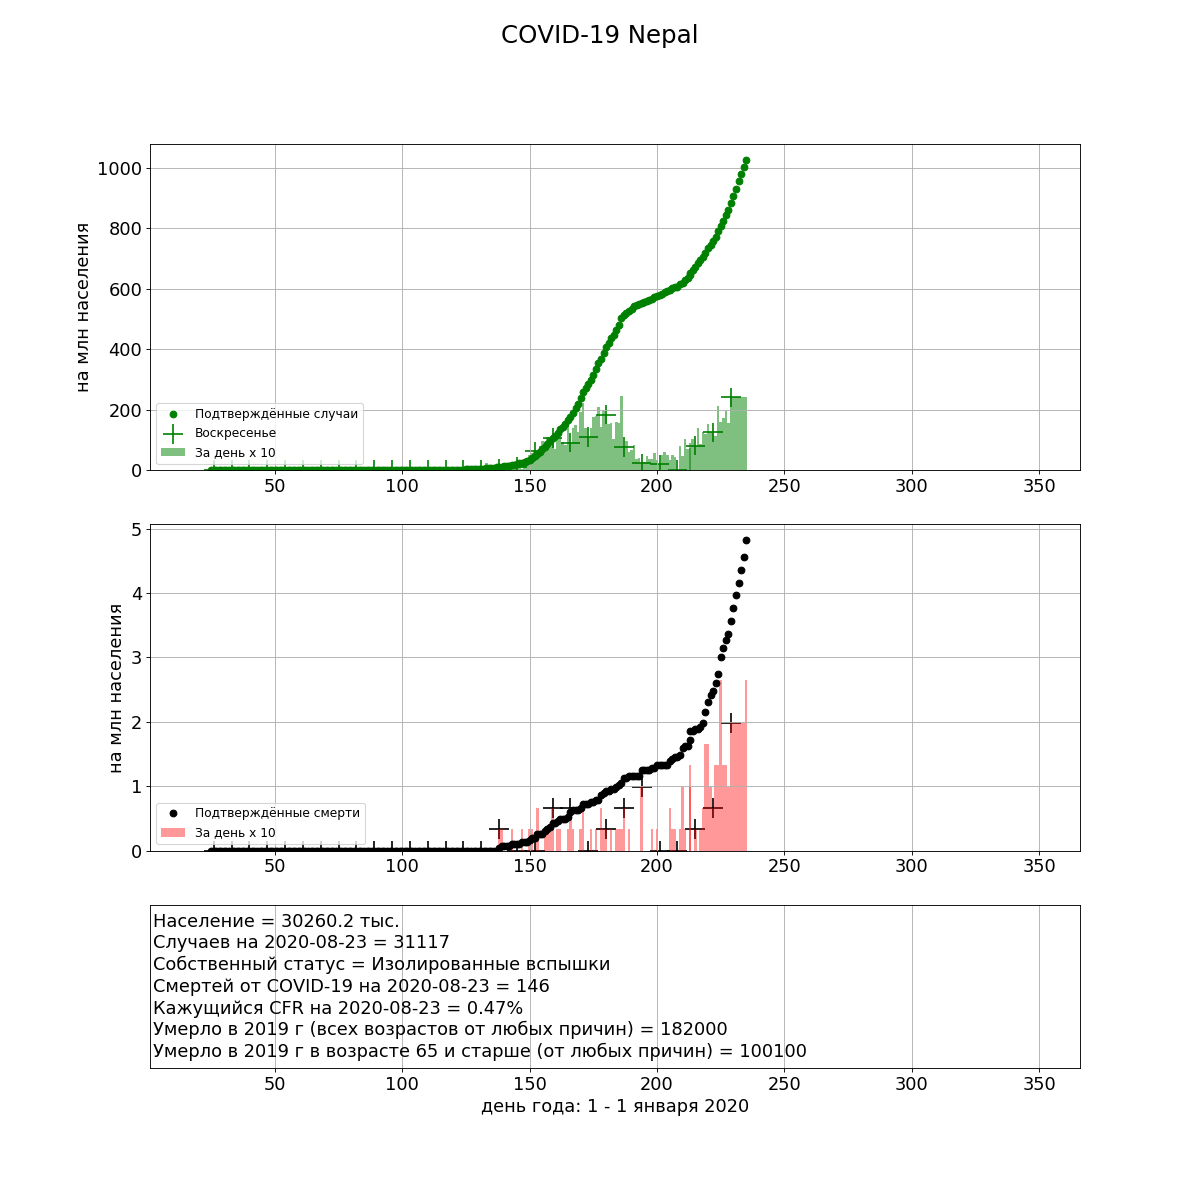 COVID-19 Nepal
на млн населения
1000
800
600
400
200
0
Подтверждённые случаи
Воскресенье
За день x 10
50 100 150 200 250 300 350
на млн населения
5
4
3
2
1
0
Подтверждённые смерти
За день x 10
50 100 150 200 250 300 350
Население = 30260.2 тыс.
Случаев на 2020-08-23 = 31117
Собственный статус = Изолированные вспышки
Смертей от COVID-19 на 2020-08-23 = 146
Кажущийся CFR на 2020-08-23 = 0.47%
Умерло в 2019 г (всех возрастов от любых причин) = 182000
Умерло в 2019 г в возрасте 65 и старше (от любых причин) = 100100
50 100 150 200 250 300 350
день года: 1 - 1 января 2020